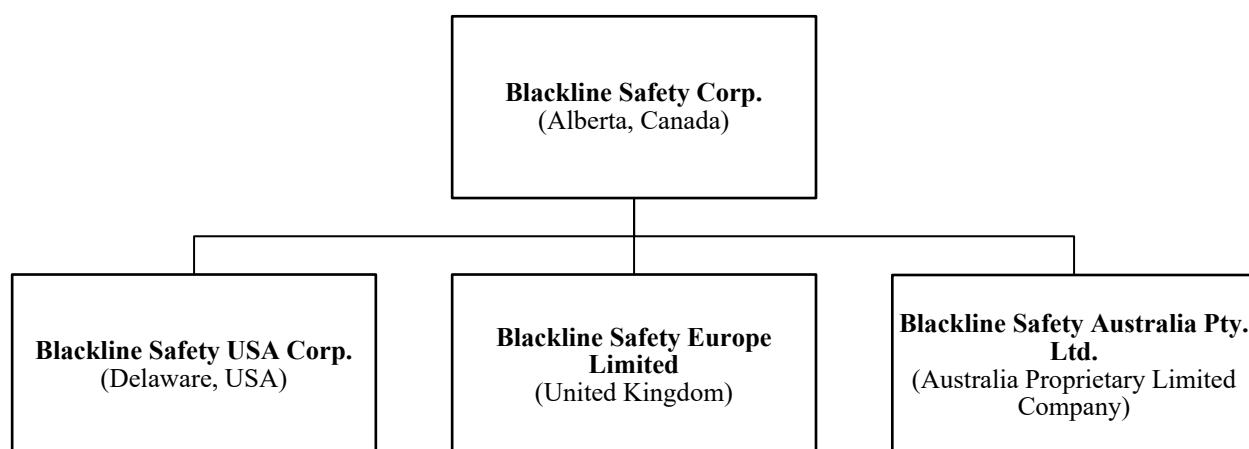 Blackline Safety Corp.
(Alberta, Canada)
Blackline Safety USA Corp.
(Delaware, USA)
Blackline Safety Europe
Limited
(United Kingdom)
Blackline Safety Australia Pty.
Ltd.
(Australia Proprietary Limited
Company)